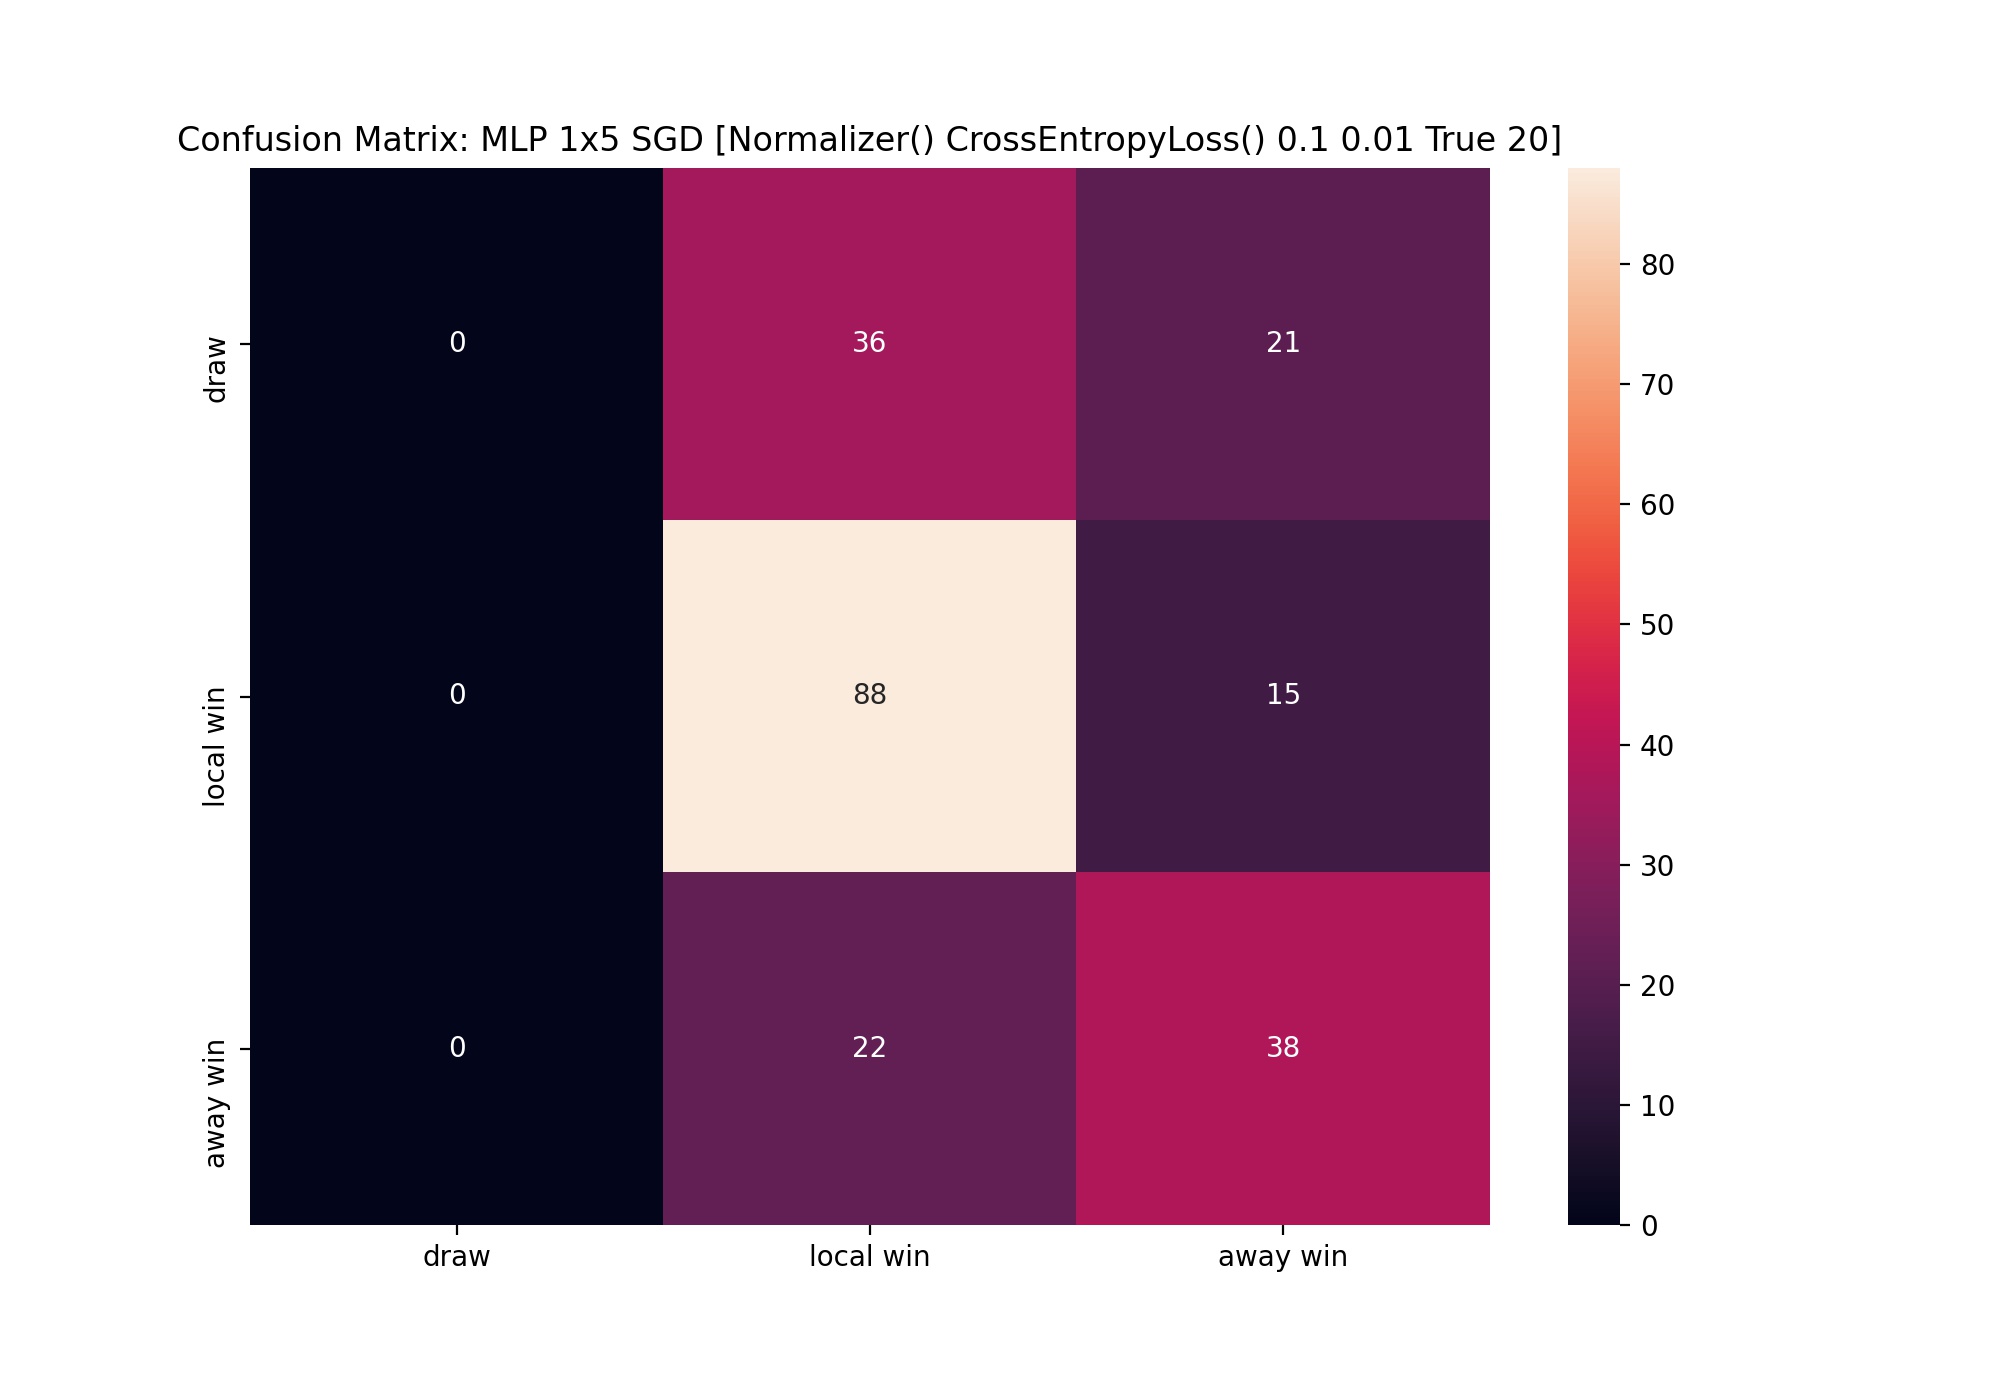 Confusion Matrix: MLP 1x5 SGD [Normalizer() CrossEntropyLoss() 0.1 0.01 True 20]
draw
0
36
21
local win
0
88
15
away win
0
22
38
draw
local win
away win
80
70
60
50
40
30
20
10
0